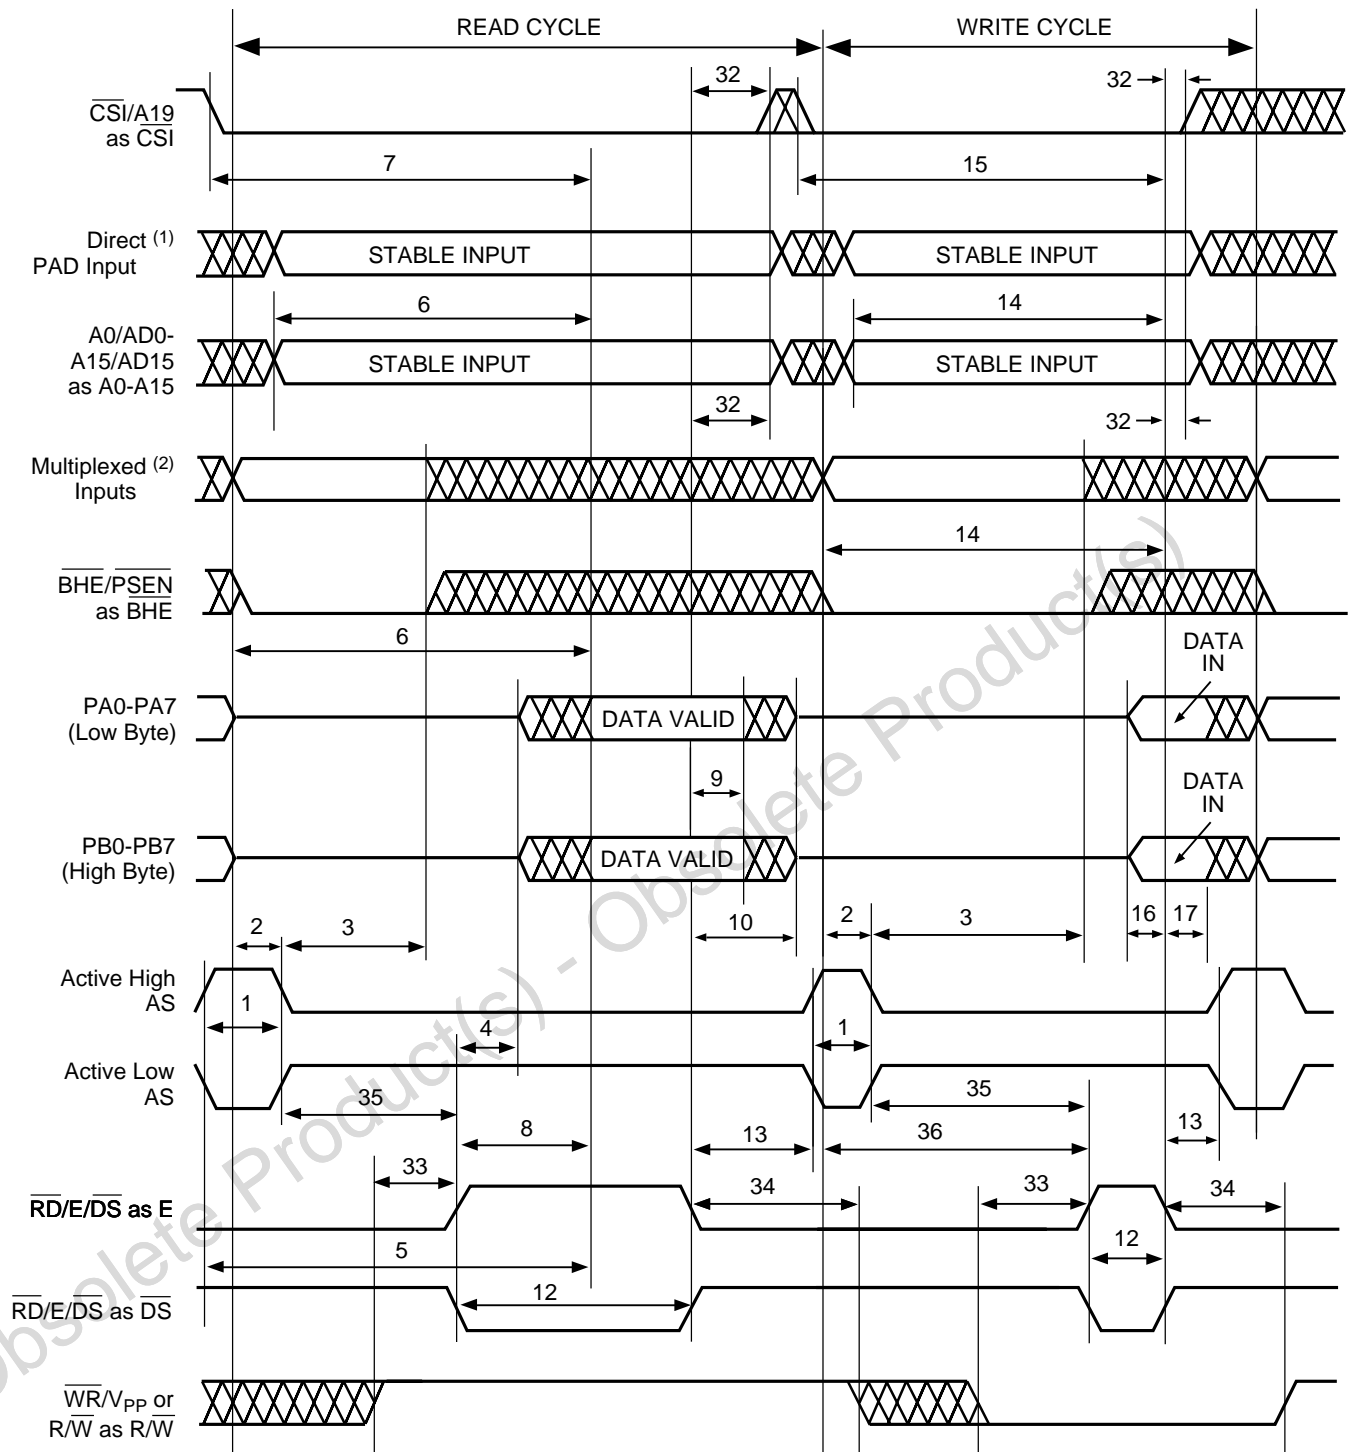 READ CYCLE
WRITE CYCLE
32
32
CSI/A19
as CSI
7
15
Direct (1)
PAD Input
STABLE INPUT
STABLE INPUT
6
14
A0/AD0-
A15/AD15
as A0-A15
STABLE INPUT
STABLE INPUT
32
32
Multiplexed (2)
Inputs
14
BHE/PSEN
as BHE
6
DATA
IN
PA0-PA7
(Low Byte)
DATA VALID
9
DATA
IN
PB0-PB7
(High Byte)
DATA VALID
2
3
10
2
3
16
17
Active High
AS
1
4
1
Active Low
AS
35
35
8
13
36
13
33
34
33
34
RD/E/DS as E
5
12
12
RD/E/DS as DS
WR/VPP or
R/W as R/W
Obsolete Product(s) - Obsolete Product(s)